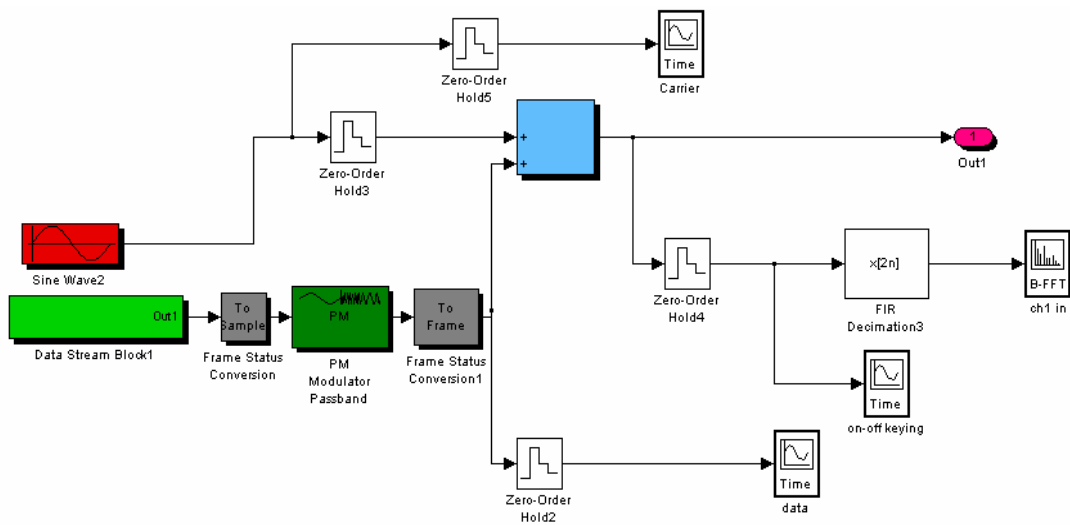 Time
Zero-Order
Hold5
Carrier
+
+
Zero-Order
Hold3
1
Out1
Sine Wave2
x[2n]
B-FFT
Zero-Order
Hold4
FIR
Decimation3
ch1 in
Out1
To
Sample
PM
To
Frame
Data Stream Block1
Frame Status
Conversion
PM
Modulator
Passband
Frame Status
Conversion1
Time
on-off keying
Time
Zero-Order
Hold2
data